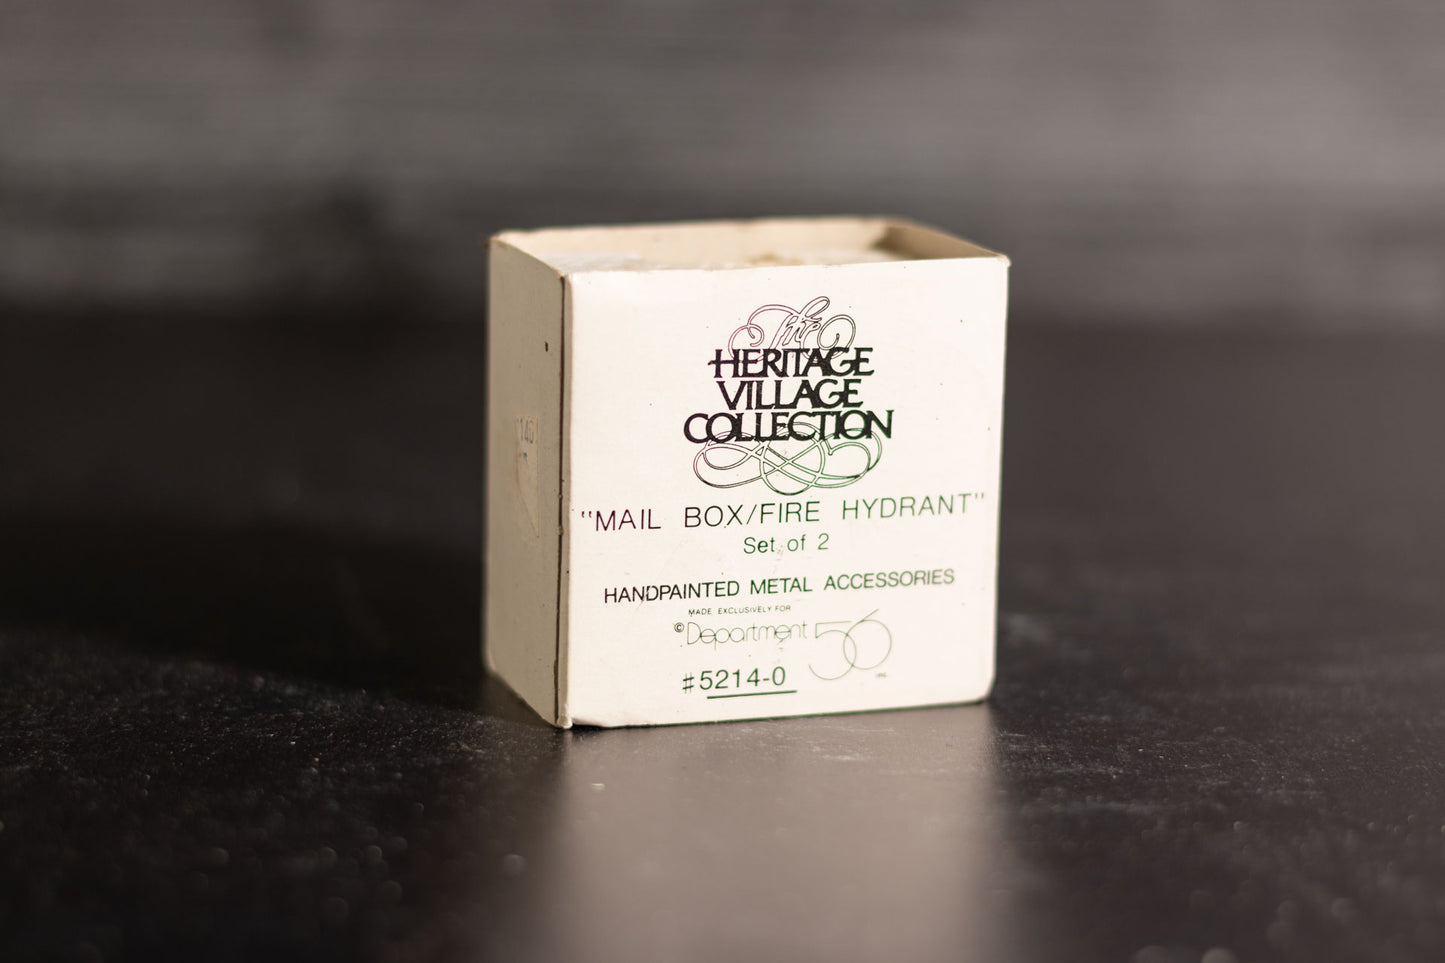 The
HERITAGE
VILLAGE
COLLECTION
"MAIL BOX/FIRE HYDRANT"
Set of 2
HANDPAINTED METAL ACCESSORIES
MADE EXCLUSIVELY FOR
©Department 56
INC.
#5214-0